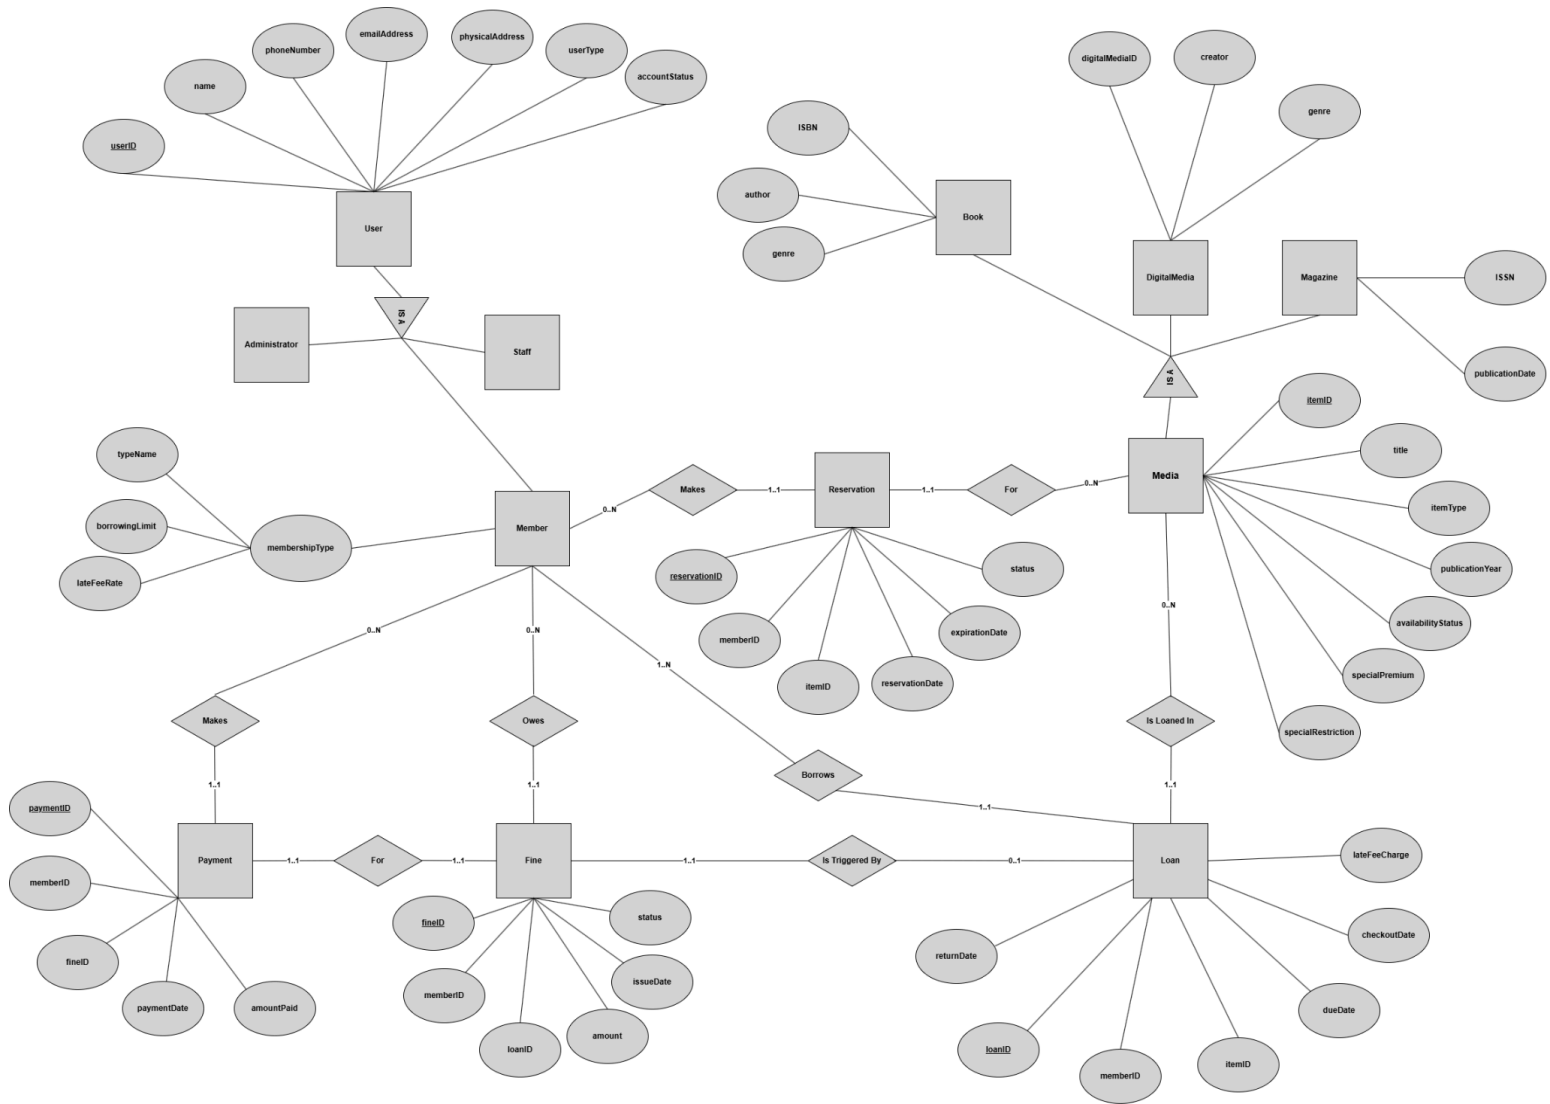 emailAddress
physicalAddress
phoneNumber
userType
accountStatus
name
userID
User
IS A
Administrator
Staff
digitalMediaID
creator
genre
ISBN
author
genre
Book
DigitalMedia
Magazine
ISSN
publicationDate
IS A
itemID
title
itemType
publicationYear
availabilityStatus
specialPremium
specialRestriction
Media
typeName
borrowingLimit
lateFeeRate
membershipType
Member
0..N
Makes
1..1
Reservation
1..1
For
0..N
reservationID
memberID
itemID
reservationDate
expirationDate
status
0..N
0..N
1..N
0..N
Makes
Owes
Borrows
Is Loaned In
1..1
1..1
1..1
1..1
Payment
1..1
For
1..1
Fine
1..1
Is Triggered By
0..1
Loan
paymentID
memberID
fineID
paymentDate
amountPaid
fineID
memberID
loanID
amount
issueDate
status
lateFeeCharge
checkoutDate
dueDate
itemID
memberID
loanID
returnDate